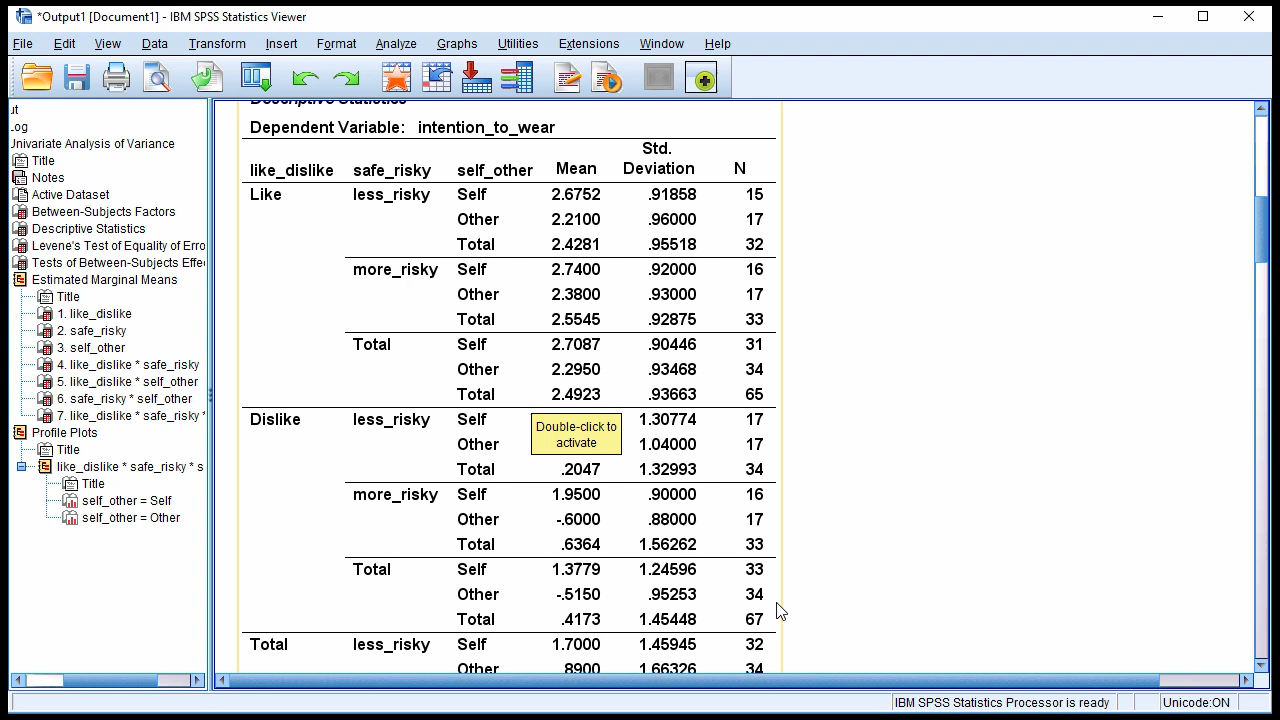 *Output1 [Document1] - IBM SPSS Statistics Viewer
File Edit View Data Transform Insert Format Analyze Graphs Utilities Extensions Window Help
Univariate Analysis of Variance
Title
Notes
Active Dataset
Between-Subjects Factors
Descriptive Statistics
Levene's Test of Equality of Erro
Tests of Between-Subjects Effe
Estimated Marginal Means
Title
1. like_dislike
2. safe_risky
3. self_other
4. like_dislike * safe_risky
5. like_dislike * self_other
6. safe_risky * self_other
7. like_dislike * safe_risky *
Profile Plots
Title
like_dislike * safe_risky * s
Title
self_other = Self
self_other = Other
Descriptive Statistics
Dependent Variable: intention_to_wear
like_dislike safe_risky self_other Mean Std. Deviation N
Like less_risky Self 2.6752 .91858 15
Other 2.2100 .96000 17
Total 2.4281 .95518 32
more_risky Self 2.7400 .92000 16
Other 2.3800 .93000 17
Total 2.5545 .92875 33
Total Self 2.7087 .90446 31
Other 2.2950 .93468 34
Total 2.4923 .93663 65
Dislike less_risky Self 1.30774 17
Other 1.04000 17
Double-click to
activate
Total .2047 1.32993 34
more_risky Self 1.9500 .90000 16
Other -.6000 .88000 17
Total .6364 1.56262 33
Total Self 1.3779 1.24596 33
Other -.5150 .95253 34
Total .4173 1.45448 67
Total less_risky Self 1.7000 1.45945 32
Other .8900 1.66326 34
IBM SPSS Statistics Processor is ready
Unicode:ON